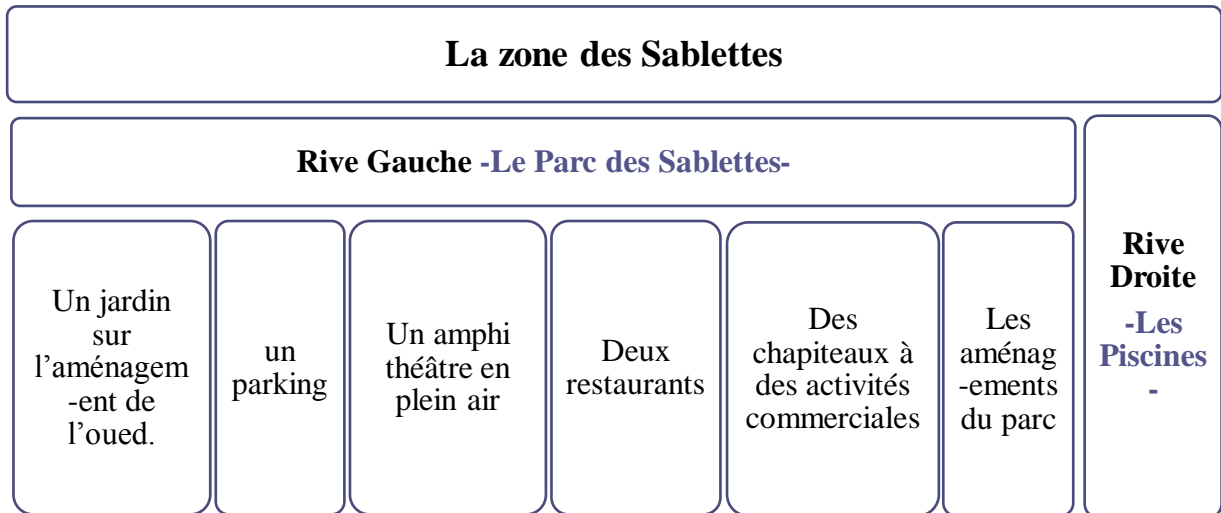 La zone des Sablettes
Rive Gauche -Le Parc des Sablettes-
Un jardin
sur
l'aménagem
-ent de
l'oued.
un
parking
Un amphi
théâtre en
plein air
Deux
restaurants
Des
chapiteaux à
des activités
commerciales
Les
aménag
-ements
du parc
Rive
Droite
-Les
Piscines
-